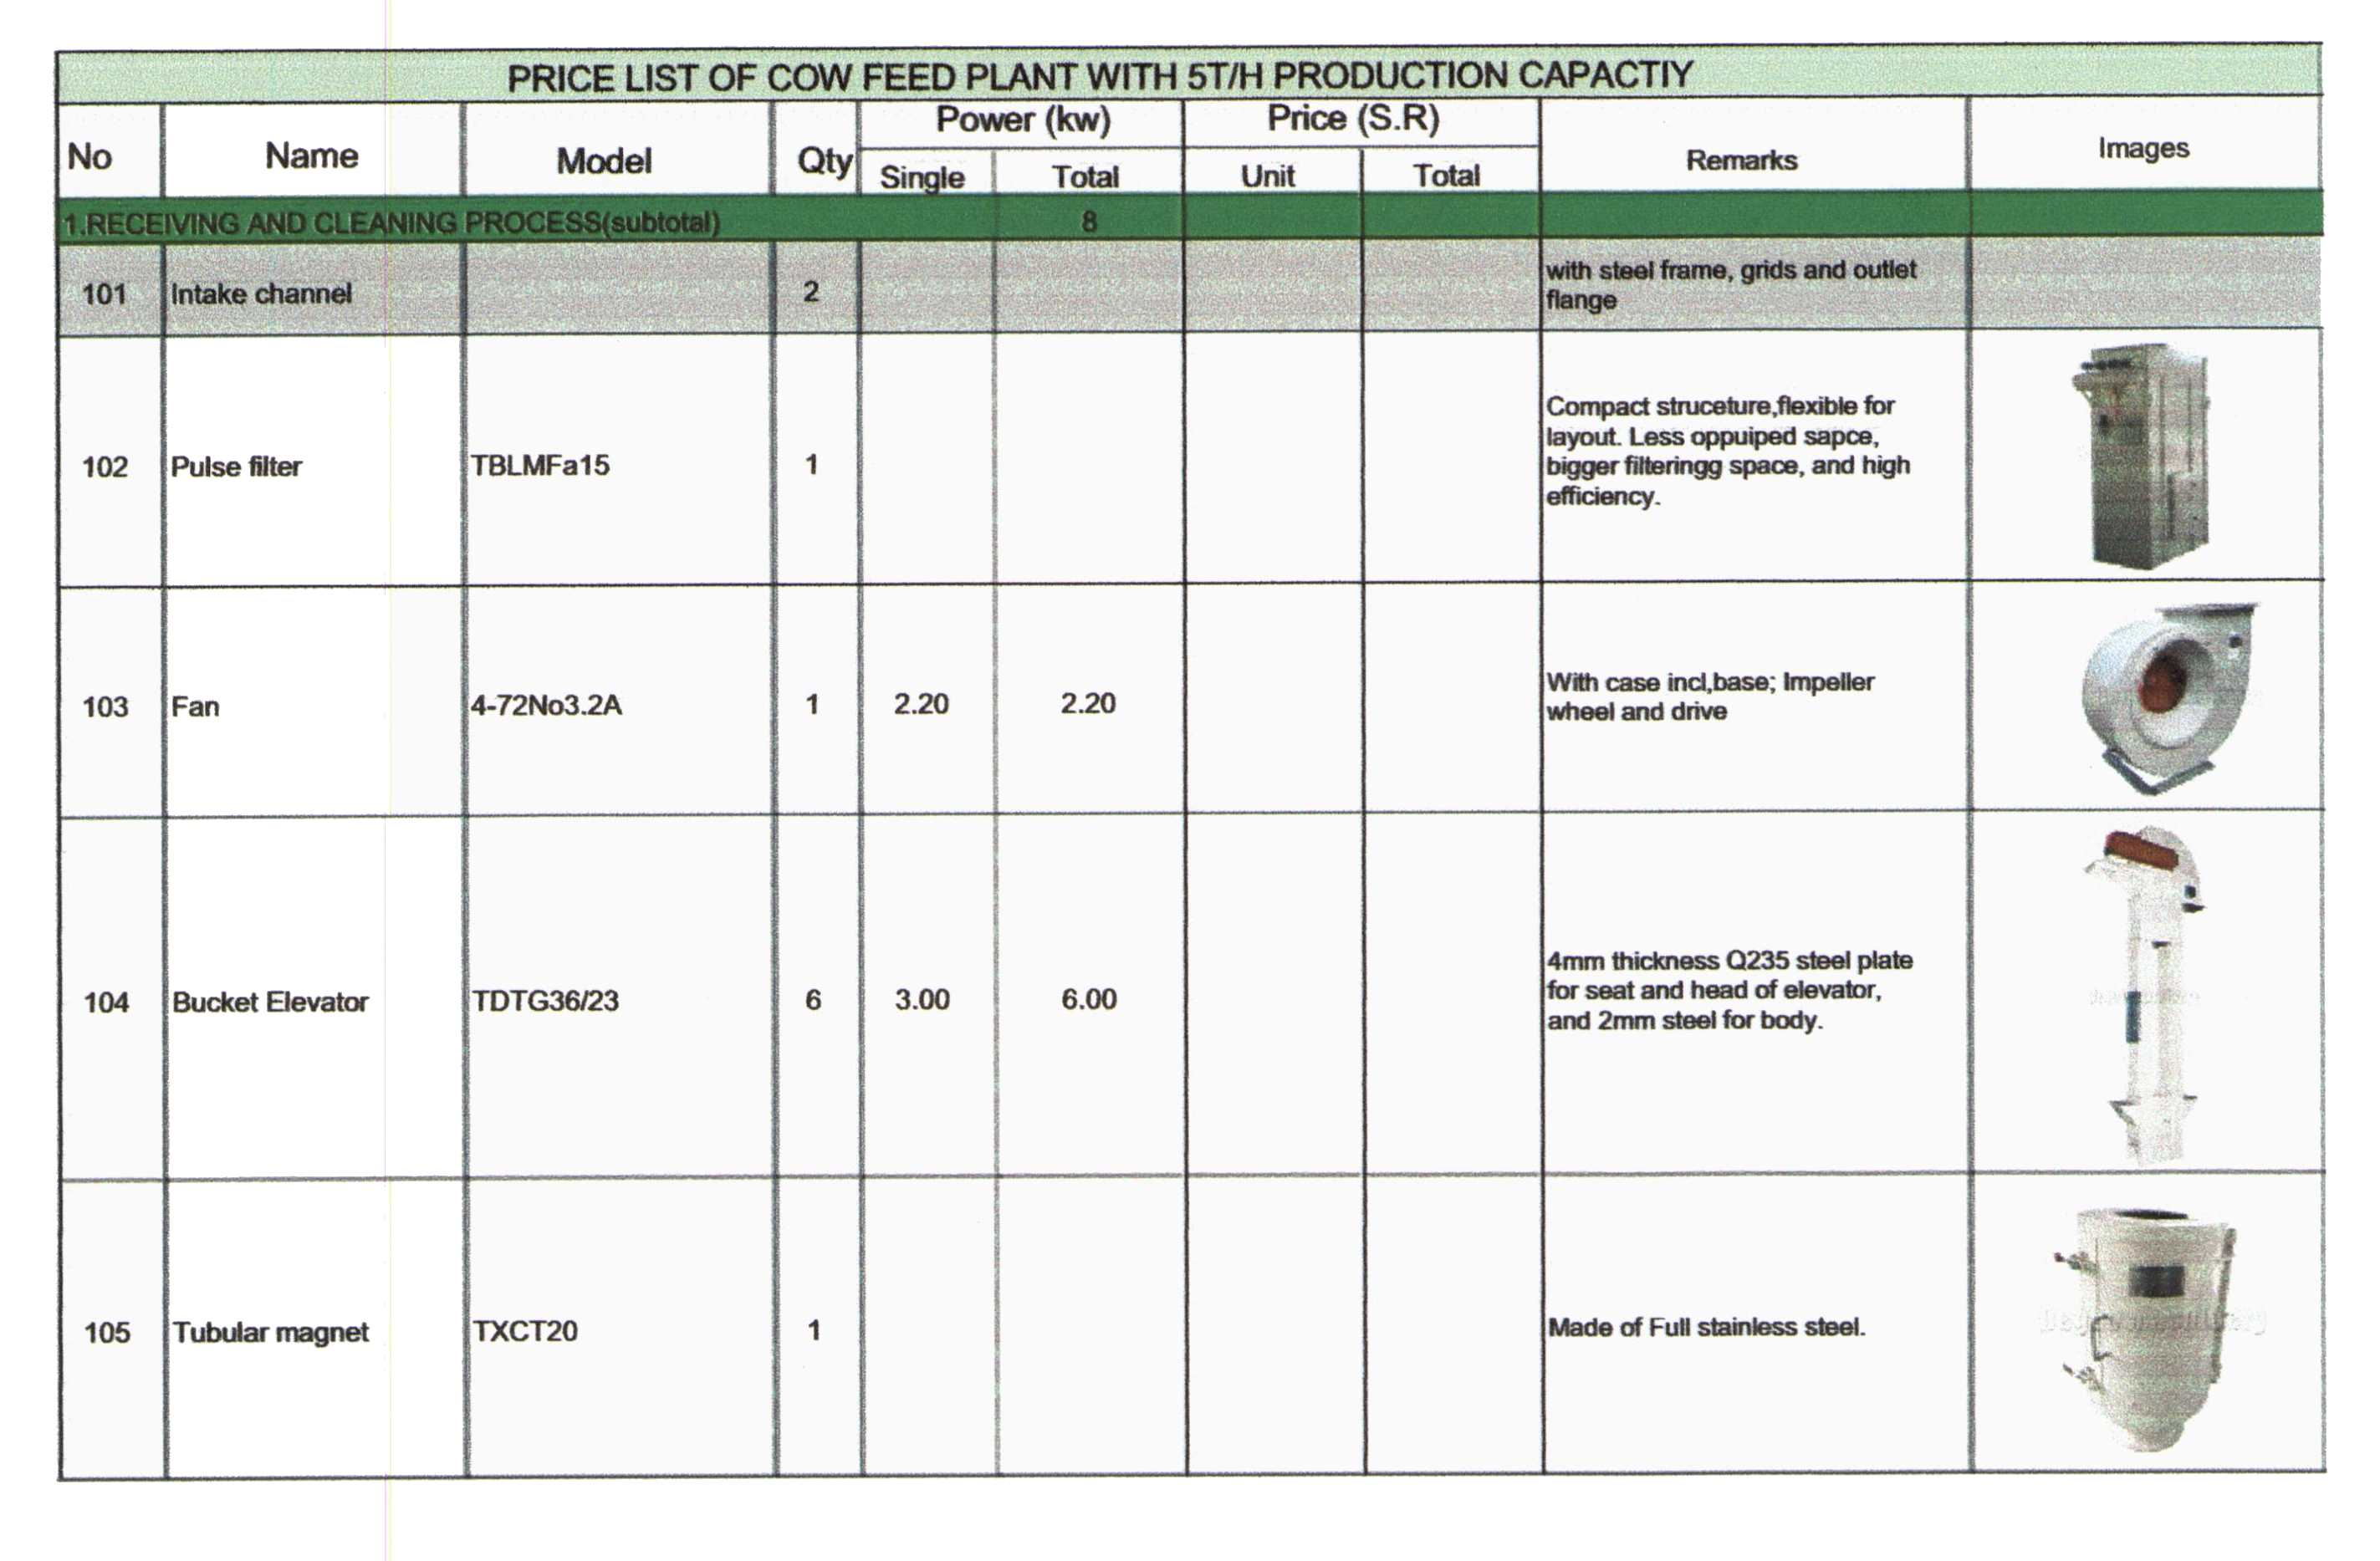 PRICE LIST OF COW FEED PLANT WITH 5T/H PRODUCTION CAPACTIY
No Name Model Qty Power (kw) Price (S.R) Remarks Images
Single Total Unit Total
1.RECEIVING AND CLEANING PROCESS(subtotal) 8
101 Intake channel 2 with steel frame, grids and outlet
flange
102 Pulse filter TBLMFa15 1 Compact struceture,flexible for
layout. Less oppuiped sapce,
bigger filteringg space, and high
efficiency.
103 Fan 4-72No3.2A 1 2.20 2.20 With case incl,base; Impeller
wheel and drive
104 Bucket Elevator TDTG36/23 6 3.00 6.00 4mm thickness Q235 steel plate
for seat and head of elevator,
and 2mm steel for body.
105 Tubular magnet TXCT20 1 Made of Full stainless steel.